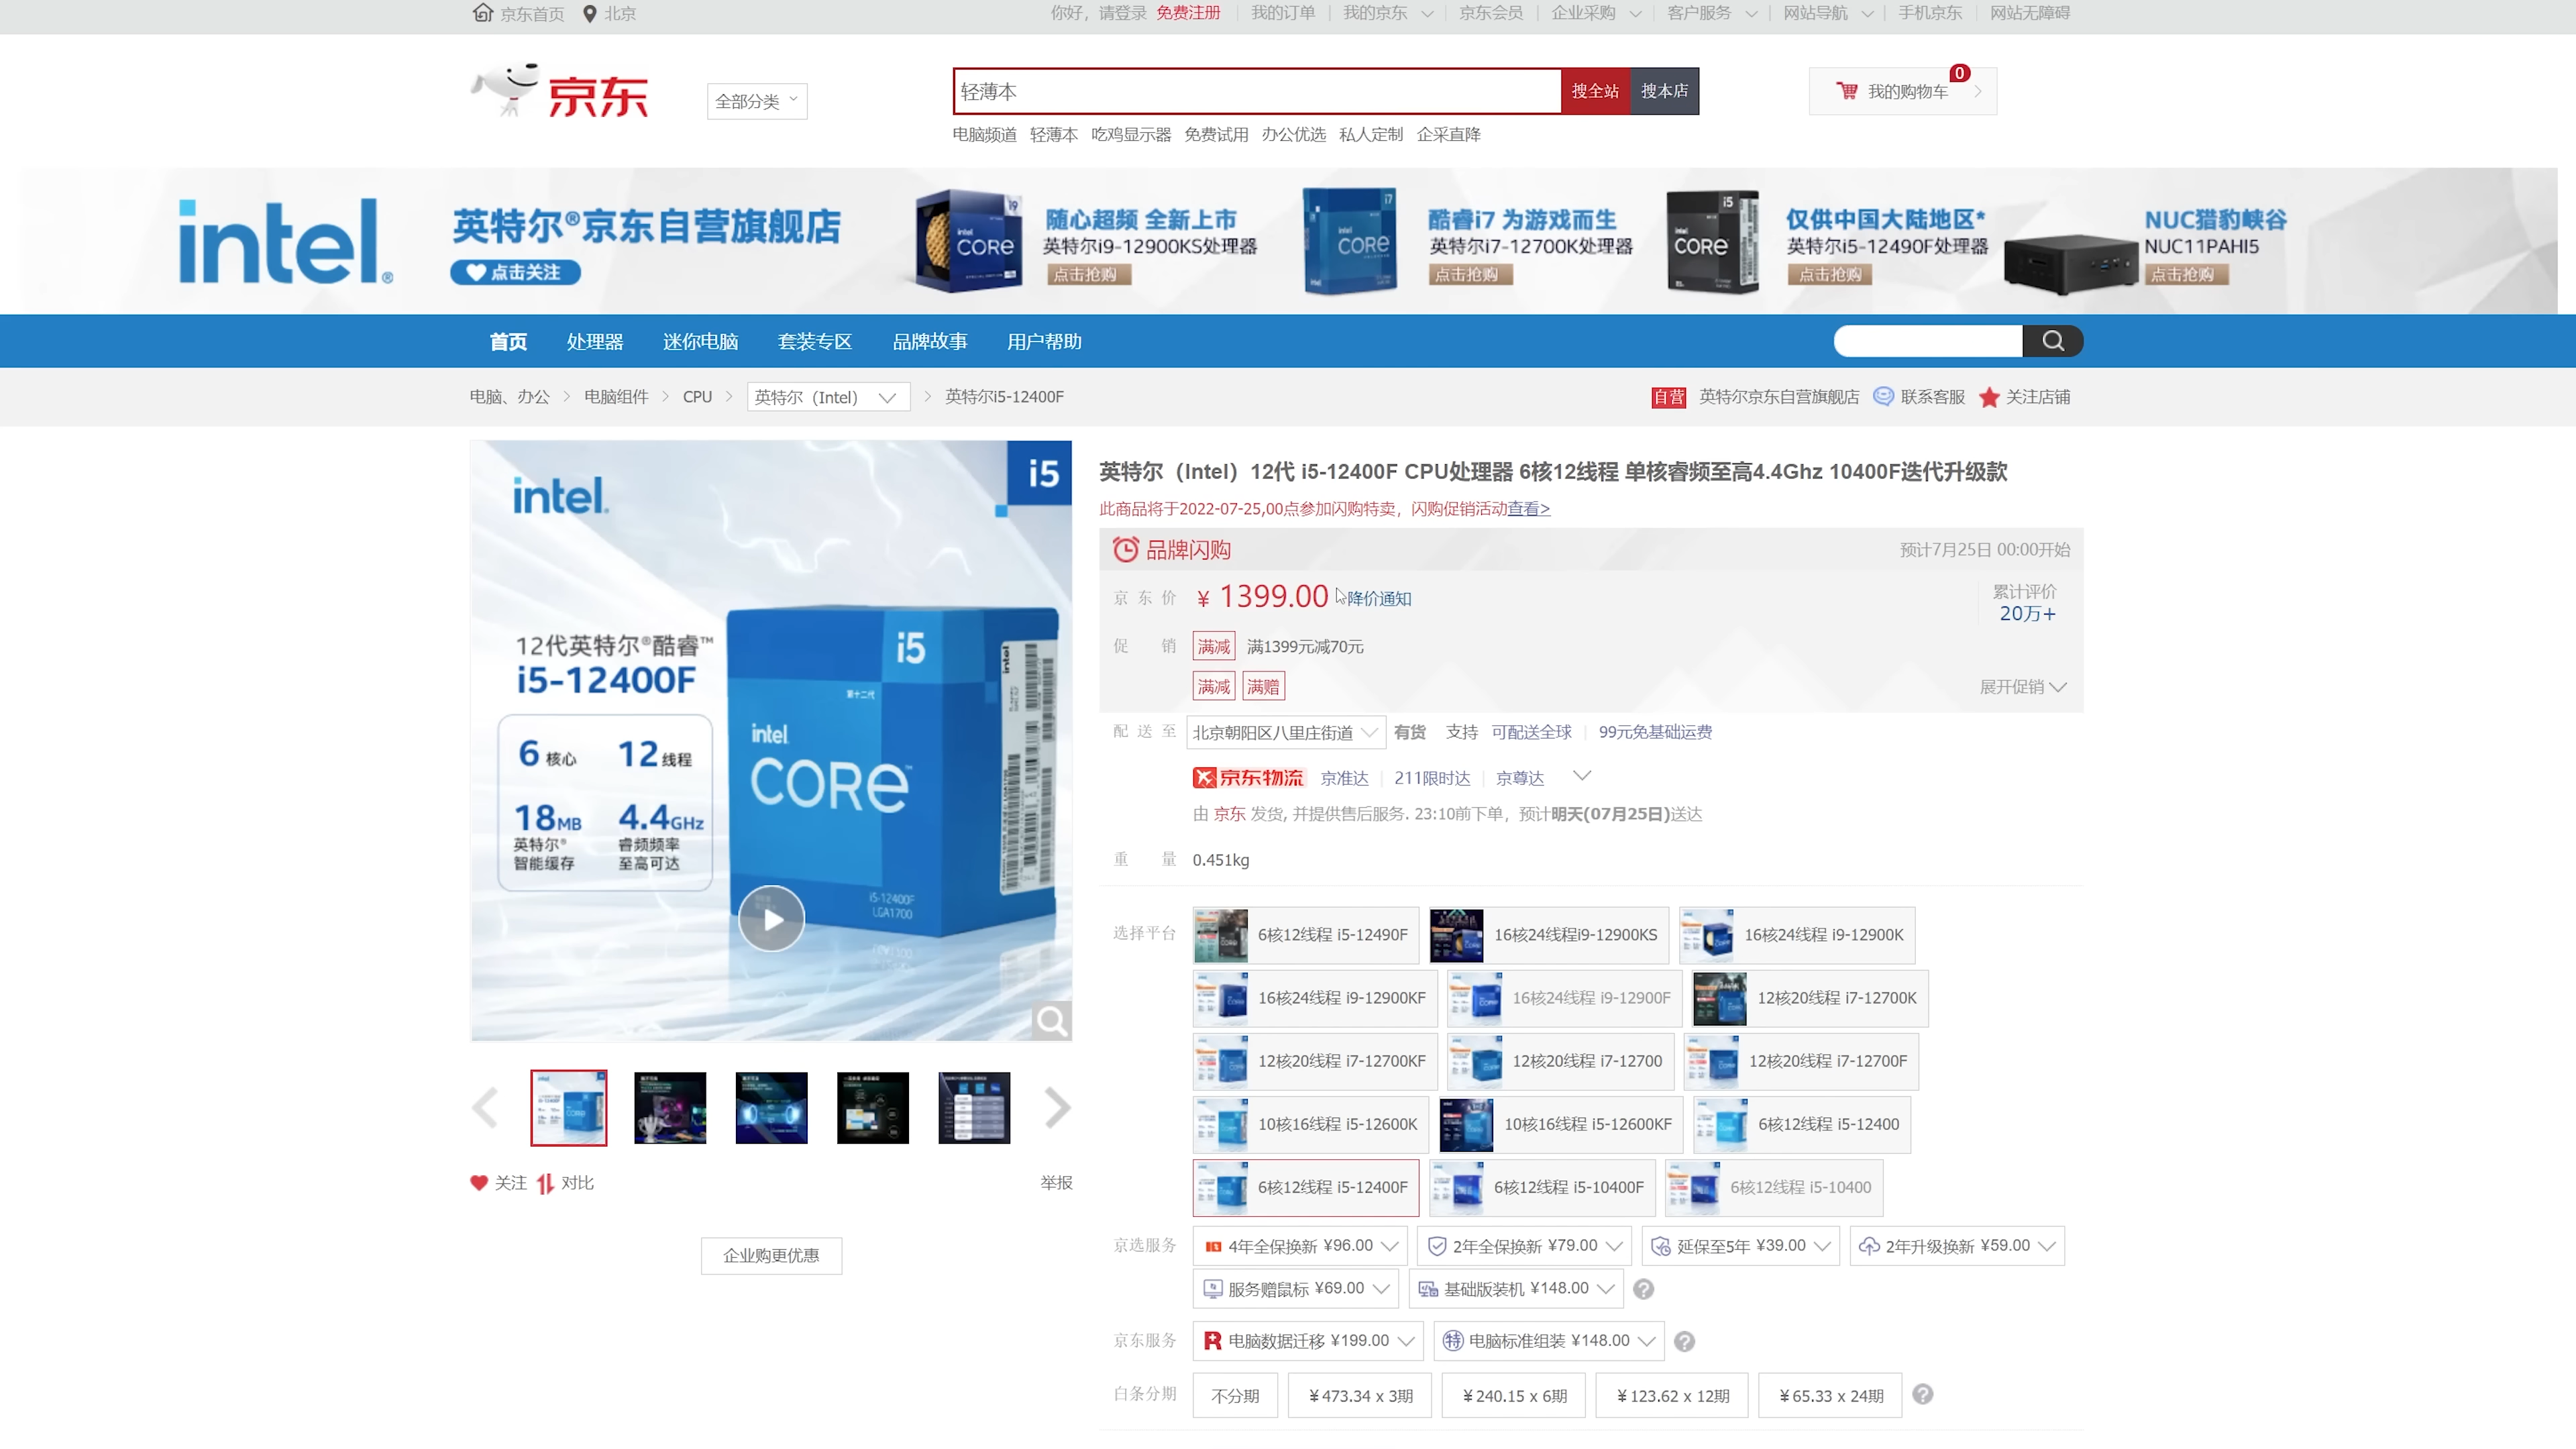 京东首页 北京 你好，请登录 免费注册 我的订单 我的京东 京东会员 企业采购 客户服务 网站导航 手机京东 网站无障碍
京东
全部分类
轻薄本 搜全站 搜本店
0 我的购物车
电脑频道 轻薄本 吃鸡显示器 免费试用 办公优选 私人定制 企采直降
intel®
英特尔®京东自营旗舰店
点击关注
随心超频 全新上市
英特尔i9-12900KS处理器
点击抢购
酷睿i7 为游戏而生
英特尔i7-12700K处理器
点击抢购
仅供中国大陆地区*
英特尔i5-12490F处理器
点击抢购
NUC猎豹峡谷
NUC11PAHI5
点击抢购
首页 处理器 迷你电脑 套装专区 品牌故事 用户帮助
电脑、办公 > 电脑组件 > CPU > 英特尔（Intel） > 英特尔i5-12400F
自营 英特尔京东自营旗舰店 联系客服 关注店铺
intel.
i5
12代英特尔®酷睿™
i5-12400F
6 核心 12 线程
18MB 4.4GHz
英特尔® 睿频频率
智能缓存 至高可达
i5
第十二代
intel.
CORE™
i5-12400F
LGA1700
关注 对比 举报
企业购更优惠
英特尔（Intel）12代 i5-12400F CPU处理器 6核12线程 单核睿频至高4.4Ghz 10400F迭代升级款
此商品将于2022-07-25,00点参加闪购特卖，闪购促销活动查看>
品牌闪购 预计7月25日 00:00开始
京东价 ￥1399.00 降价通知 累计评价
20万+
促销 满减 满1399元减70元
满减 满赠 展开促销
配送至 北京朝阳区八里庄街道 有货 支持 可配送全球 | 99元免基础运费
京东物流 京准达 | 211限时达 | 京尊达
由 京东 发货, 并提供售后服务. 23:10前下单，预计明天(07月25日)送达
重量 0.451kg
选择平台 6核12线程 i5-12490F 16核24线程i9-12900KS 16核24线程 i9-12900K
16核24线程 i9-12900KF 16核24线程 i9-12900F 12核20线程 i7-12700K
12核20线程 i7-12700KF 12核20线程 i7-12700 12核20线程 i7-12700F
10核16线程 i5-12600K 10核16线程 i5-12600KF 6核12线程 i5-12400
6核12线程 i5-12400F 6核12线程 i5-10400F 6核12线程 i5-10400
京选服务 4年全保换新 ¥96.00 2年全保换新 ¥79.00 延保至5年 ¥39.00 2年升级换新 ¥59.00
服务赠鼠标 ¥69.00 基础版装机 ¥148.00 ?
京东服务 电脑数据迁移 ¥199.00 特 电脑标准组装 ¥148.00 ?
白条分期 不分期 ￥473.34 x 3期 ￥240.15 x 6期 ￥123.62 x 12期 ￥65.33 x 24期 ?